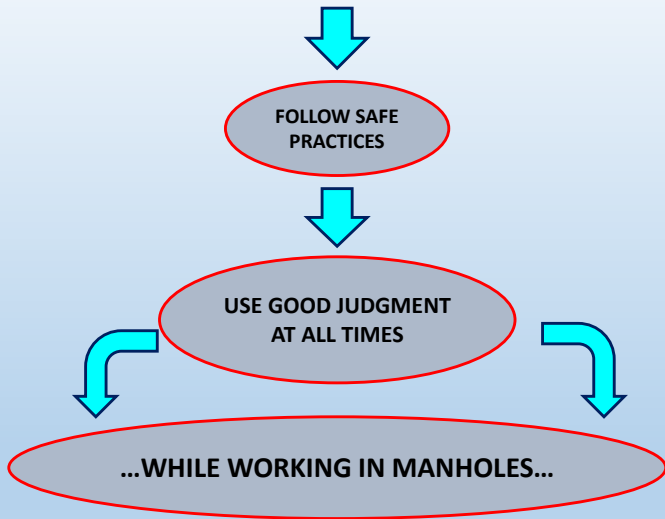 FOLLOW SAFE
PRACTICES
USE GOOD JUDGMENT
AT ALL TIMES
...WHILE WORKING IN MANHOLES...